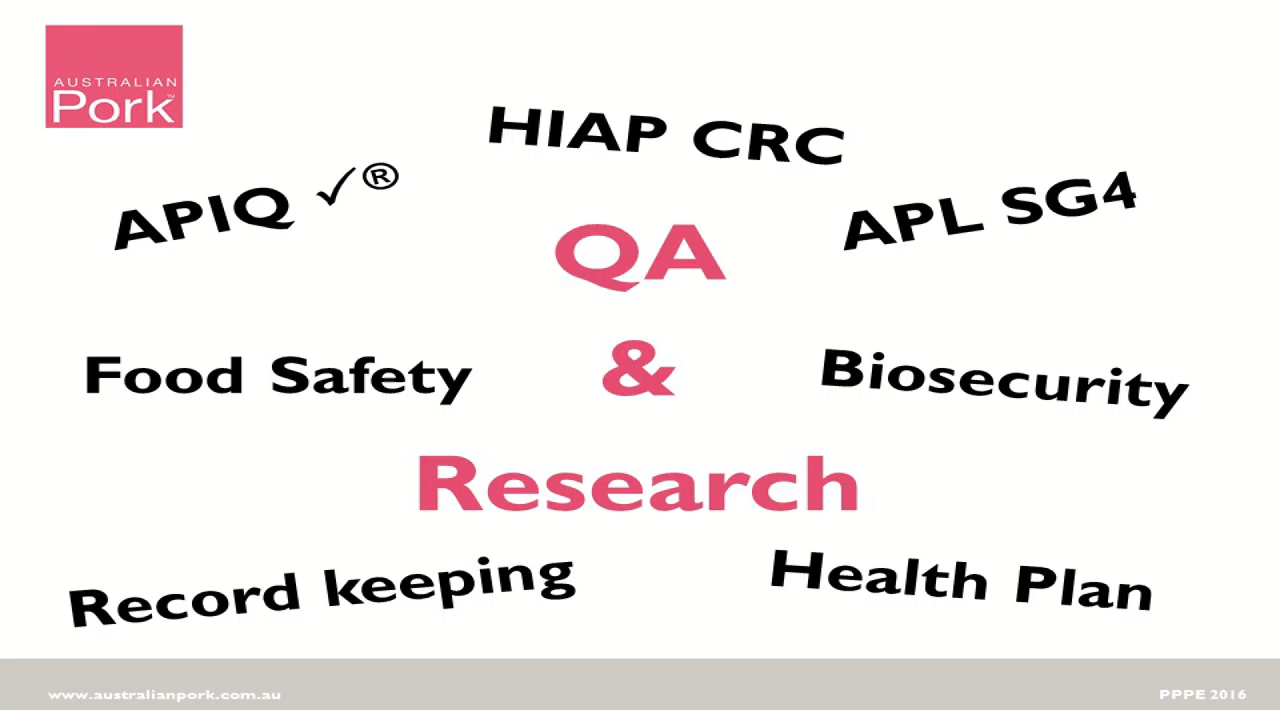 AUSTRALIAN
Pork™
HIAP CRC
APIQ ✓®
APL SG4
QA
&
Food Safety
Biosecurity
Research
Record keeping
Health Plan
www.australianpork.com.au
PPPE 2016